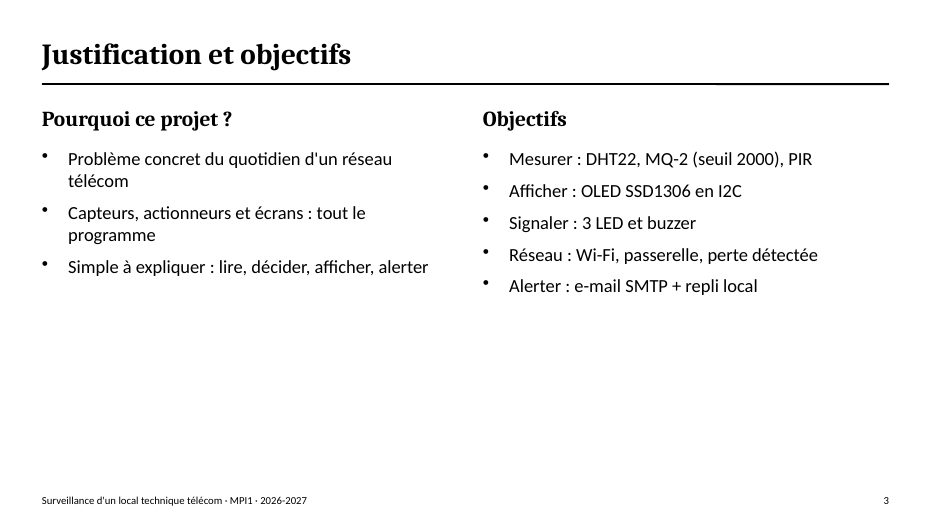 Justification et objectifs
Pourquoi ce projet ?
• Problème concret du quotidien d'un réseau
télécom
• Capteurs, actionneurs et écrans : tout le
programme
• Simple à expliquer : lire, décider, afficher, alerter
Objectifs
• Mesurer : DHT22, MQ-2 (seuil 2000), PIR
• Afficher : OLED SSD1306 en I2C
• Signaler : 3 LED et buzzer
• Réseau : Wi-Fi, passerelle, perte détectée
• Alerter : e-mail SMTP + repli local
Surveillance d'un local technique télécom · MPI1 · 2026-2027
3